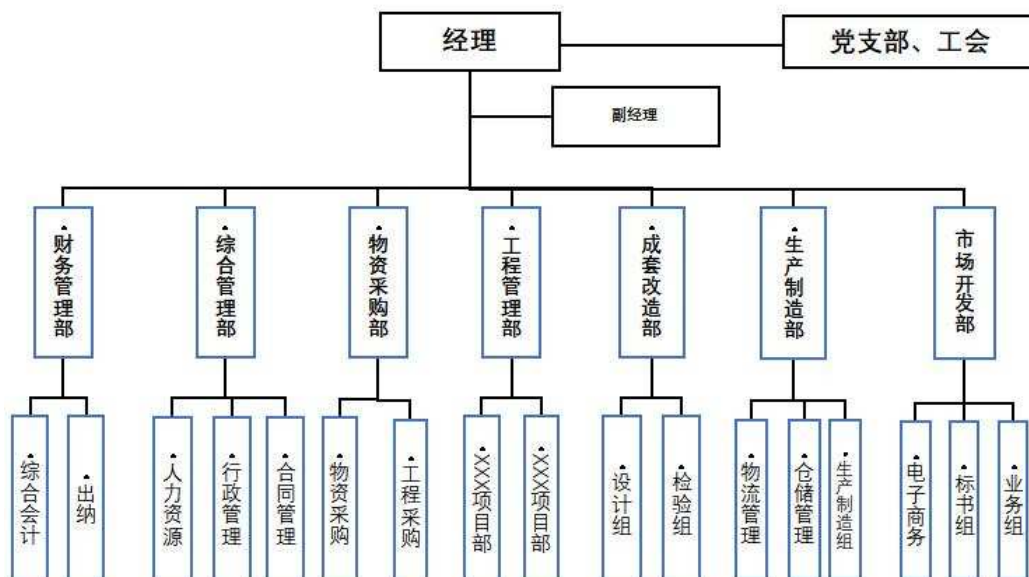 经理
党支部、工会
副经理
•财务管理部
•综合管理部
•物资采购部
•工程管理部
•成套改造部
•生产制造部
市场开发部
•综合会计
•出纳
•人力资源
•行政管理
•合同管理
•物资采购
•工程采购
•XXX项目部
•XXX项目部
•设计组
•检验组
•物流管理
•仓储管理
•生产制造组
•电子商务
•标书组
•业务组